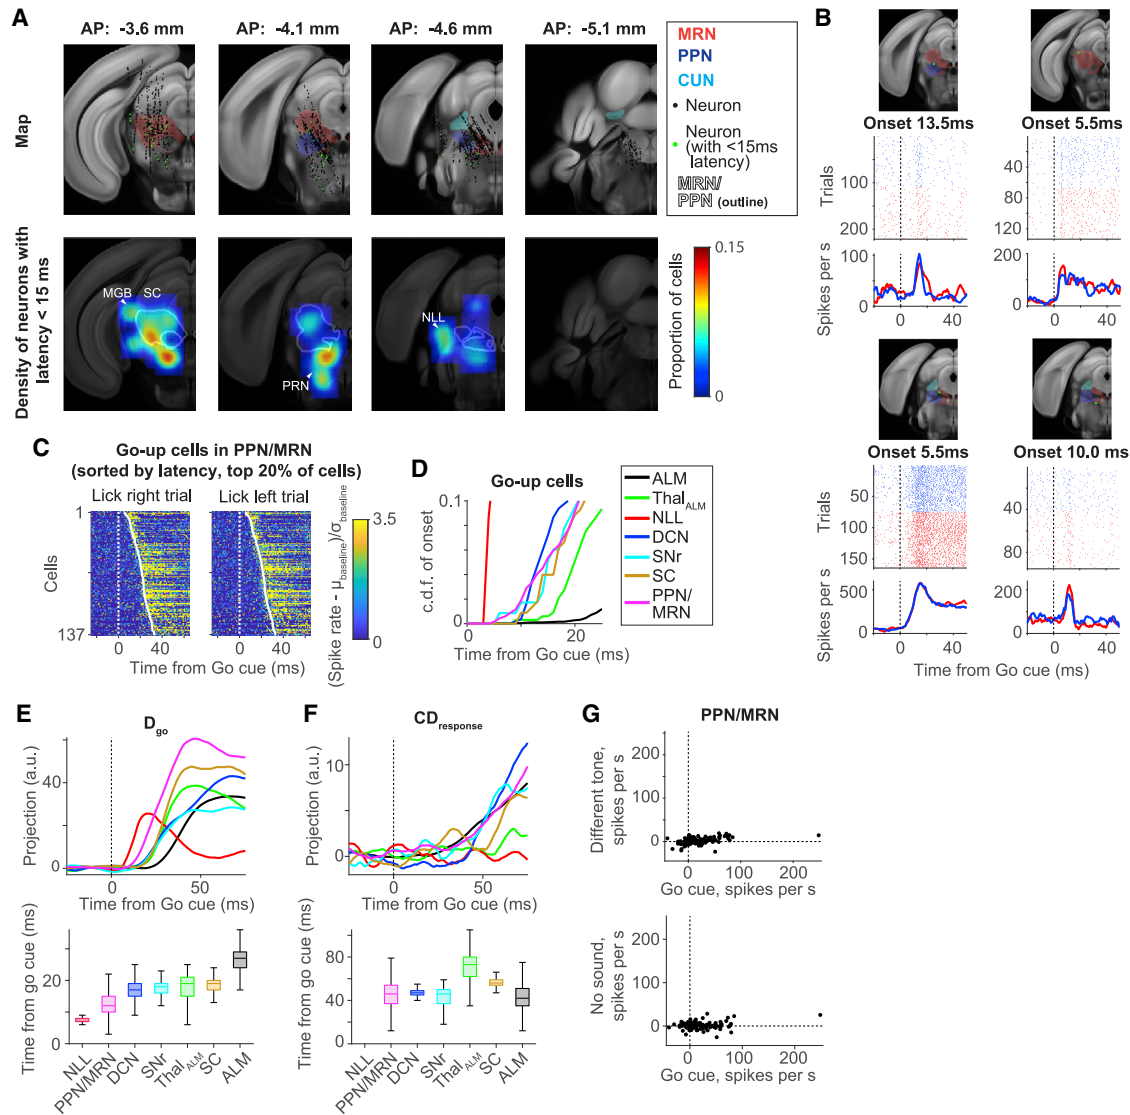 A
AP: -3.6 mm
AP: -4.1 mm
AP: -4.6 mm
AP: -5.1 mm
Map
MRN
PPN
CUN
Neuron
Neuron
(with <15ms
latency)
MRN/
PPN (outline)
Density of neurons with
latency < 15 ms
MGB
SC
PRN
NLL
0.15
0
Proportion of cells
B
Onset 13.5ms
Onset 5.5ms
Trials
100
200
0
40
80
120
Spikes per s
100
0
200
100
0
0
40
0
40
Onset 5.5ms
Onset 10.0 ms
Trial
0
50
100
150
0
40
80
Spikes per s
500
0
200
0
0
40
0
40
Time from Go cue (ms)
C
Go-up cells in PPN/MRN
(sorted by latency, top 20% of cells)
Lick right trial
Lick left trial
Cells
1
137
0
40
0
40
Time from Go cue (ms)
3.5
0
(Spike rate - μbaseline)/σbaseline
D
Go-up cells
c.d.f. of onset
0.1
0
0
20
Time from Go cue (ms)
ALM
ThalALM
NLL
DCN
SNr
SC
PPN/
MRN
E
Dgo
Projection (a.u.)
40
0
0
50
Time from Go cue (ms)
Time from go cue (ms)
20
0
NLL
PPN/MRN
DCN
SNr
ThalALM
SC
ALM
F
CDresponse
Projection (a.u.)
10
0
0
50
Time from Go cue (ms)
Time from go cue (ms)
80
40
0
NLL
PPN/MRN
DCN
SNr
ThalALM
SC
ALM
G
PPN/MRN
Different tone,
spikes per s
200
100
0
0
100
200
Go cue, spikes per s
No sound,
spikes per s
200
100
0
0
100
200
Go cue, spikes per s